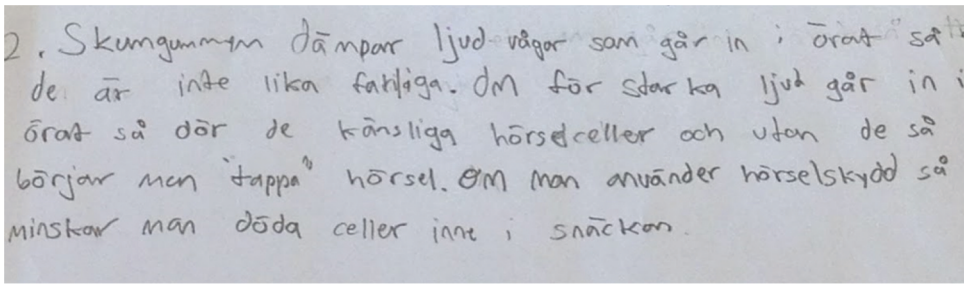 2. Skumgummin dämpar ljud vågor som går in i örat så
de är inte lika farliga. Om för starka ljud går in i
örat så dör de känsliga hörselceller och utan de så
börjar man "tappa" hörsel. Om man använder hörselskydd så
minskar man döda celler inne i snäckan.